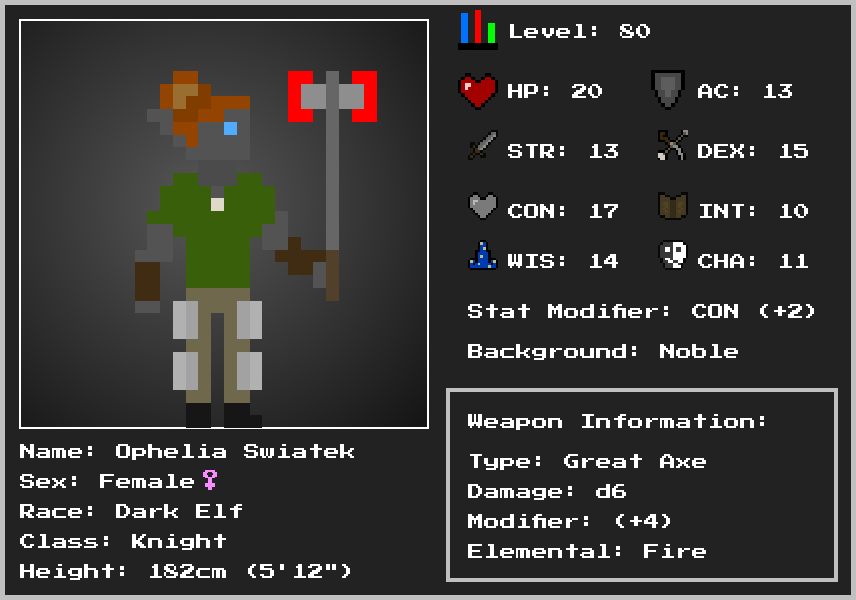 Level: 80
HP: 20
AC: 13
STR: 13
DEX: 15
CON: 17
INT: 10
WIS: 14
CHA: 11
Stat Modifier: CON (+2)
Background: Noble
Weapon Information:
Type: Great Axe
Damage: d6
Modifier: (+4)
Elemental: Fire
Name: Ophelia Swiatek
Sex: Female♀
Race: Dark Elf
Class: Knight
Height: 182cm (5'12")